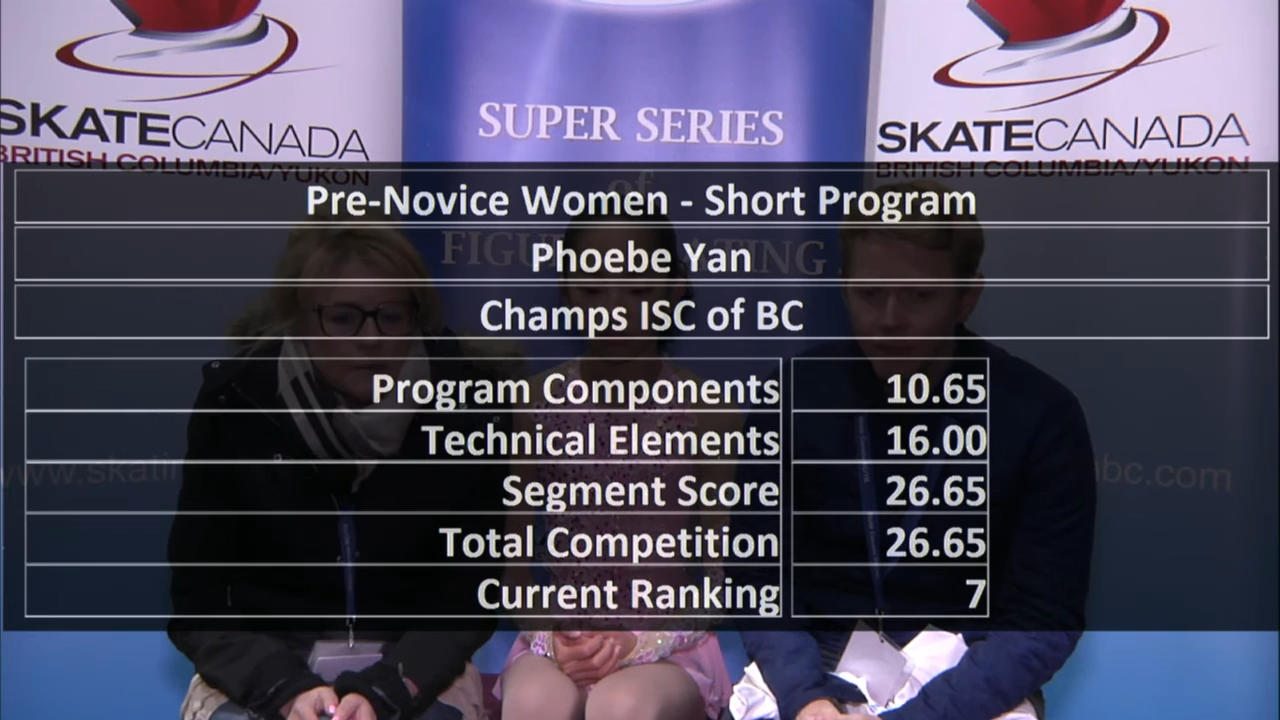 SKATECANADA
BRITISH COLUMBIA/YUKON
SUPER SERIES
of
SKATECANADA
BRITISH COLUMBIA/YUKON
Pre-Novice Women - Short Program
Phoebe Yan
Champs ISC of BC
Program Components 10.65
Technical Elements 16.00
Segment Score 26.65
Total Competition 26.65
Current Ranking 7